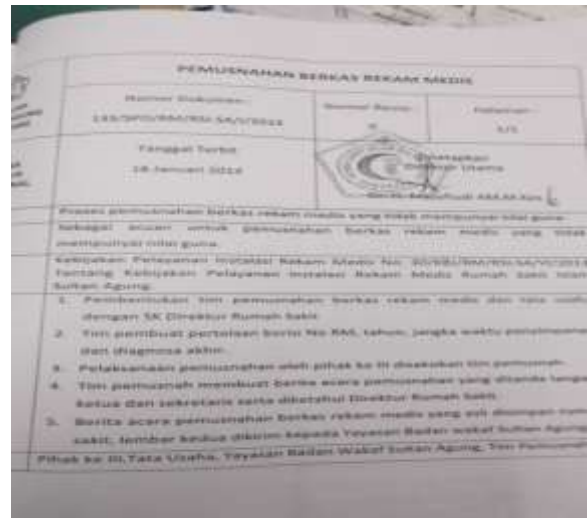 PEMUSNAHAN BERKAS REKAM MEDIS
Nomor Dokumen
Nomor Revisi
Halaman
1/1
Tanggal Terbit
18 Januari
Ditetapkan
Direktur Utama
Proses pemusnahan berkas rekam medis yang tidak mempunyai nilai guna.
Sebagai acuan untuk pemusnahan berkas rekam medis yang tidak
mempunyai nilai guna.
Kebijakan Pelayanan Instalasi Rekam Medis No.
Tentang Kebijakan Pelayanan Instalasi Rekam Medis Rumah Sakit Islam
Sultan Agung.
1. Pembentukan tim pemusnahan berkas rekam medis dan tata usaha
dengan SK Direktur Rumah Sakit.
2. Tim pembuat pertelaan berisi No RM, tahun, jangka waktu penyimpanan
dan diagnosa akhir.
3. Pelaksanaan pemusnahan oleh pihak ke III disaksikan tim pemusnah.
4. Tim pemusnah membuat berita acara pemusnahan yang ditanda tangani
ketua dan sekretaris serta diketahui Direktur Rumah Sakit.
5. Berita acara pemusnahan berkas rekam medis yang asli disimpan
sakit, lembar kedua dikirim kepada Yayasan Badan wakaf Sultan Agung
Pihak ke III, Tata Usaha, Yayasan Badan Wakaf Sultan Agung, Tim